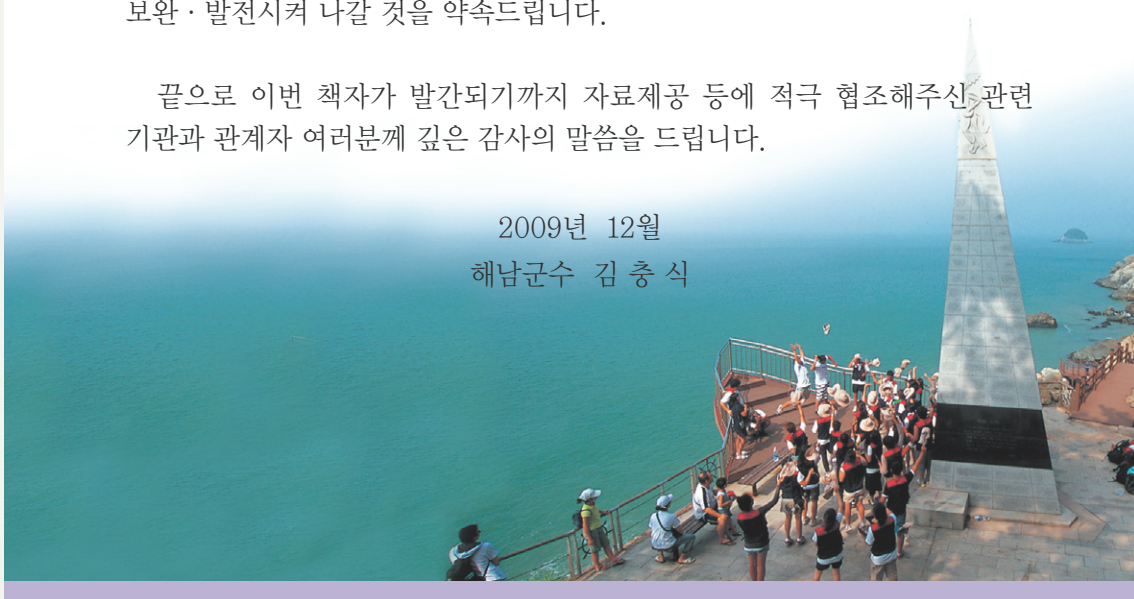 보완 · 발전시켜 나갈 것을 약속드립니다.
끝으로 이번 책자가 발간되기까지 자료제공 등에 적극 협조해주신 관련
기관과 관계자 여러분께 깊은 감사의 말씀을 드립니다.
2009년 12월
해남군수 김 충 식